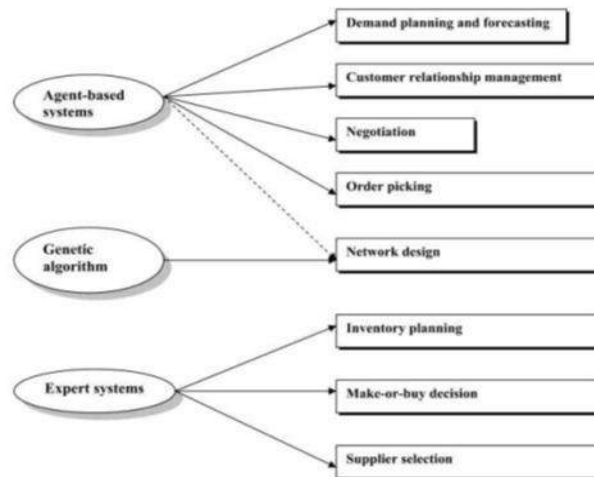 Demand planning and forecasting
Agent-based
systems
Customer relationship management
Negotiation
Order picking
Genetic
algorithm
Network design
Inventory planning
Expert systems
Make-or-buy decision
Supplier selection